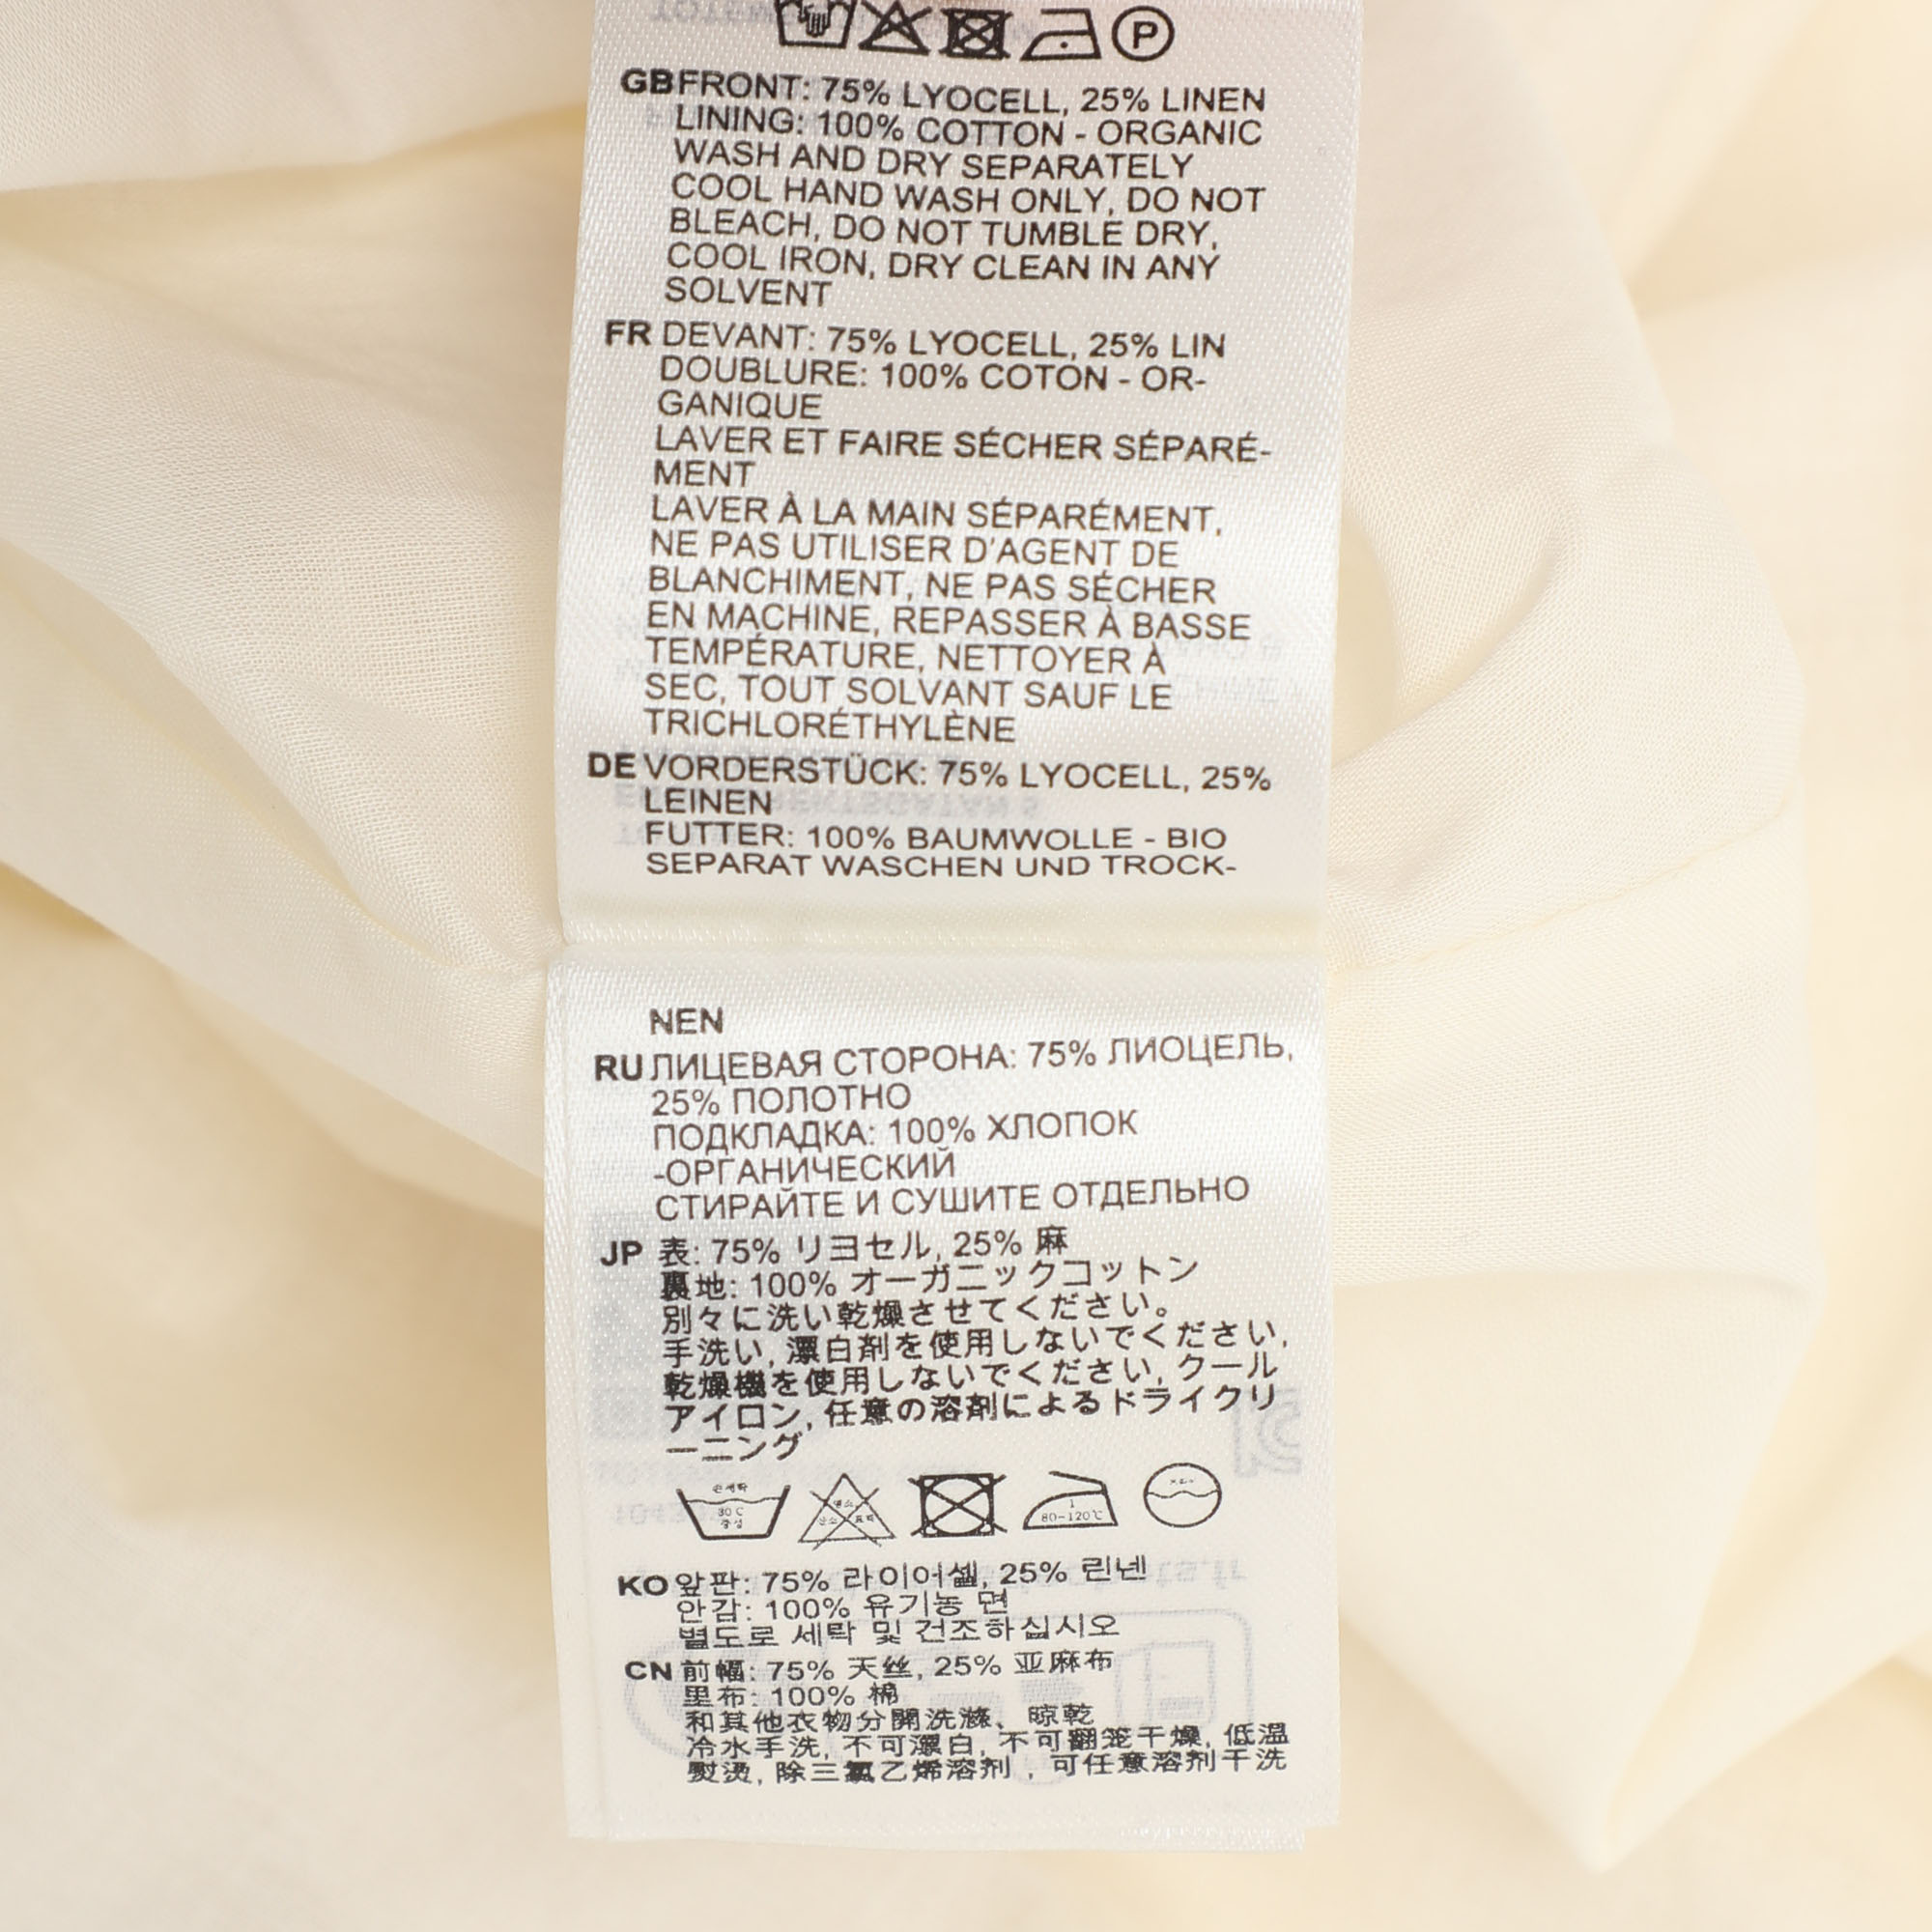 P
GB FRONT: 75% LYOCELL, 25% LINEN
LINING: 100% COTTON - ORGANIC
WASH AND DRY SEPARATELY
COOL HAND WASH ONLY, DO NOT
BLEACH, DO NOT TUMBLE DRY,
COOL IRON, DRY CLEAN IN ANY
SOLVENT
FR DEVANT: 75% LYOCELL, 25% LIN
DOUBLURE: 100% COTON - OR-
GANIQUE
LAVER ET FAIRE SÉCHER SÉPARÉ-
MENT
LAVER À LA MAIN SÉPARÉMENT,
NE PAS UTILISER D'AGENT DE
BLANCHIMENT, NE PAS SÉCHER
EN MACHINE, REPASSER À BASSE
TEMPÉRATURE, NETTOYER À
SEC, TOUT SOLVANT SAUF LE
TRICHLORÉTHYLÈNE
DE VORDERSTÜCK: 75% LYOCELL, 25%
LEINEN
FUTTER: 100% BAUMWOLLE - BIO
SEPARAT WASCHEN UND TROCK-
NEN
RU ЛИЦЕВАЯ СТОРОНА: 75% ЛИОЦЕЛЬ,
25% ПОЛОТНО
ПОДКЛАДКА: 100% ХЛОПОК
-ОРГАНИЧЕСКИЙ
СТИРАЙТЕ И СУШИТЕ ОТДЕЛЬНО
JP 表: 75% リヨセル, 25% 麻
裏地: 100% オーガニックコットン
別々に洗い乾燥させてください。
手洗い, 漂白剤を使用しないでください,
乾燥機を使用しないでください, クール
アイロン, 任意の溶剤によるドライクリ
ーニング
손세탁
30 C
중성
1
80-120℃
KO 앞판: 75% 라이어셀, 25% 린넨
안감: 100% 유기농 면
별도로 세탁 및 건조하십시오
CN 前幅: 75% 天丝, 25% 亚麻布
里布: 100% 棉
和其他衣物分開洗滌、晾乾
冷水手洗, 不可漂白, 不可翻笼干燥, 低温
熨烫, 除三氯乙烯溶剂，可任意溶剂干洗